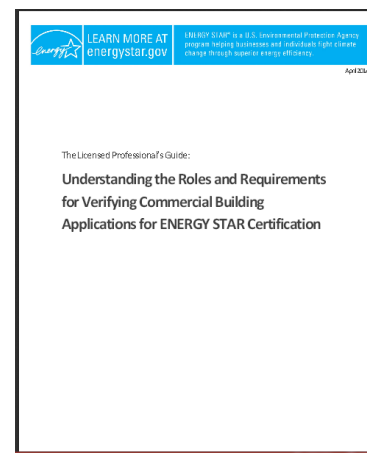 energy
LEARN MORE AT
energystar.gov
ENERGY STAR® is a U.S. Environmental Protection Agency
program helping businesses and individuals fight climate
change through superior energy efficiency.
The Licensed Professional's Guide:
Understanding the Roles and Requirements
for Verifying Commercial Building
Applications for ENERGY STAR Certification